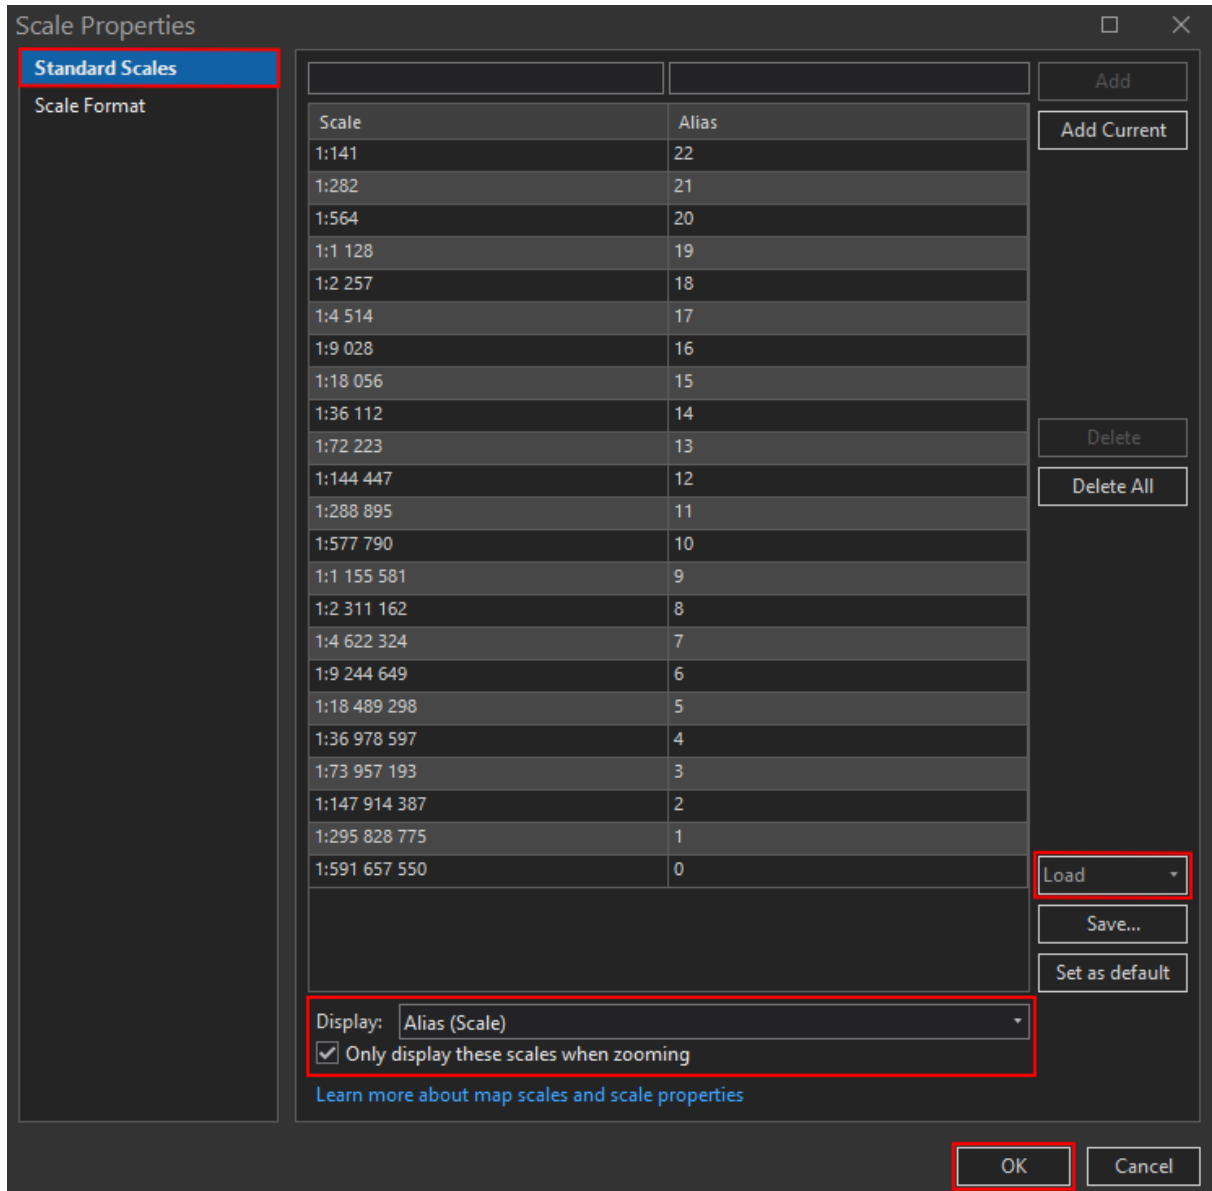 Scale Properties
Standard Scales
Scale Format
Add
Scale Alias
Add Current
1:141 22
1:282 21
1:564 20
1:1 128 19
1:2 257 18
1:4 514 17
1:9 028 16
1:18 056 15
1:36 112 14
Delete
1:72 223 13
1:144 447 12
Delete All
1:288 895 11
1:577 790 10
1:1 155 581 9
1:2 311 162 8
1:4 622 324 7
1:9 244 649 6
1:18 489 298 5
1:36 978 597 4
1:73 957 193 3
1:147 914 387 2
1:295 828 775 1
1:591 657 550 0
Load
Save...
Set as default
Display: Alias (Scale)
Only display these scales when zooming
Learn more about map scales and scale properties
OK Cancel